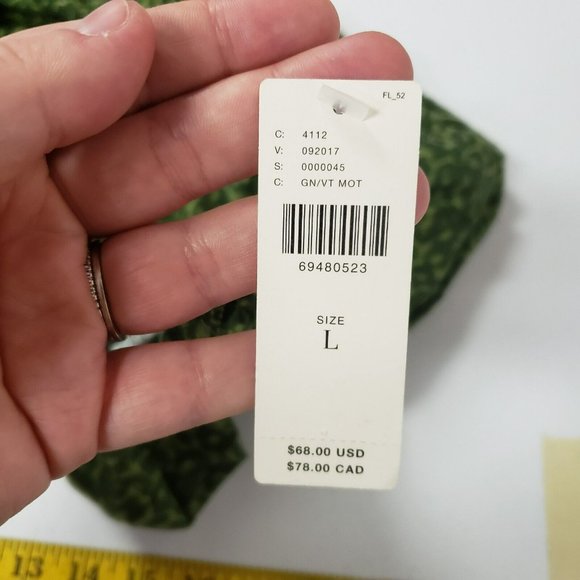 FL_52
C: 4112
V: 092017
S: 0000045
C: GN/VT MOT
69480523
SIZE
L
$68.00 USD
$78.00 CAD
13 14 15